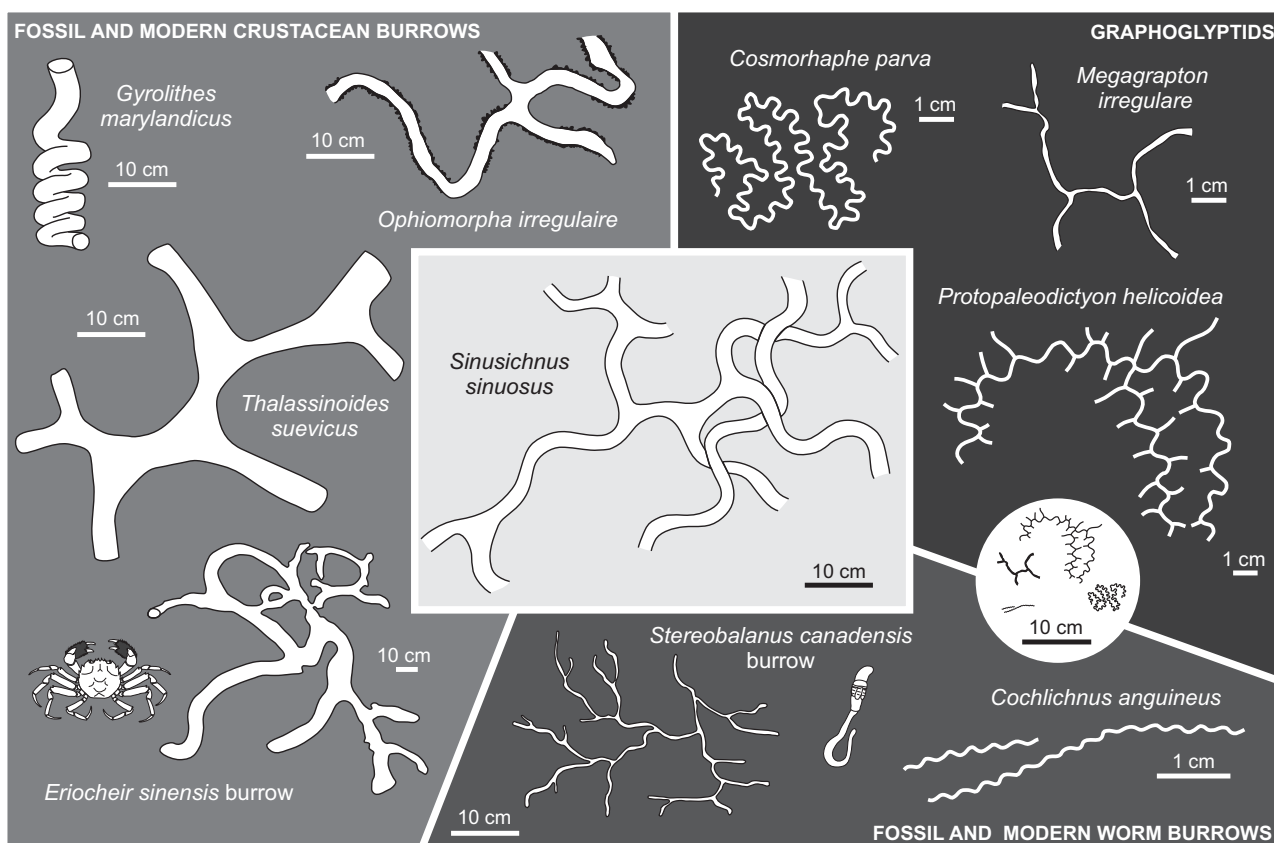 FOSSIL AND MODERN CRUSTACEAN BURROWS
Gyrolithes
marylandicus
10 cm
10 cm
Ophiomorpha irregulaire
10 cm
Thalassinoides
suevicus
10 cm
Eriocheir sinensis burrow
GRAPHOGLYPTIDS
Cosmorhaphe parva
1 cm
Megagrapton
irregulare
1 cm
Protopaleodictyon helicoidea
1 cm
Sinusichnus
sinuosus
10 cm
10 cm
Stereobalanus canadensis
burrow
10 cm
Cochlichnus anguineus
1 cm
FOSSIL AND MODERN WORM BURROWS